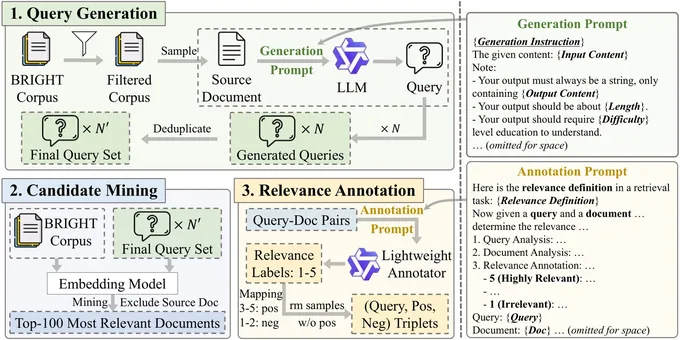 1. Query Generation
BRIGHT
Corpus
Filtered
Corpus
Sample
Source
Document
Generation
Prompt
LLM
Query
× N
Generated Queries
× N
Deduplicate
Final Query Set
× N′
2. Candidate Mining
BRIGHT
Corpus
× N′
Final Query Set
Embedding Model
Mining
Exclude Source Doc
Top-100 Most Relevant Documents
3. Relevance Annotation
Query-Doc Pairs
Annotation
Prompt
Relevance
Labels: 1-5
Lightweight
Annotator
Mapping
3-5: pos
1-2: neg
rm samples
w/o pos
(Query, Pos,
Neg) Triplets
Generation Prompt
{Generation Instruction}
The given content: {Input Content}
Note:
- Your output must always be a string, only
containing {Output Content}
- Your output should be about {Length}.
- Your output should require {Difficulty}
level education to understand.
… (omitted for space)
Annotation Prompt
Here is the relevance definition in a retrieval
task: {Relevance Definition}
Now given a query and a document …
determine the relevance …
1. Query Analysis: …
2. Document Analysis: …
3. Relevance Annotation: …
- 5 (Highly Relevant): …
- …
- 1 (Irrelevant): …
Query: {Query}
Document: {Doc} … (omitted for space)